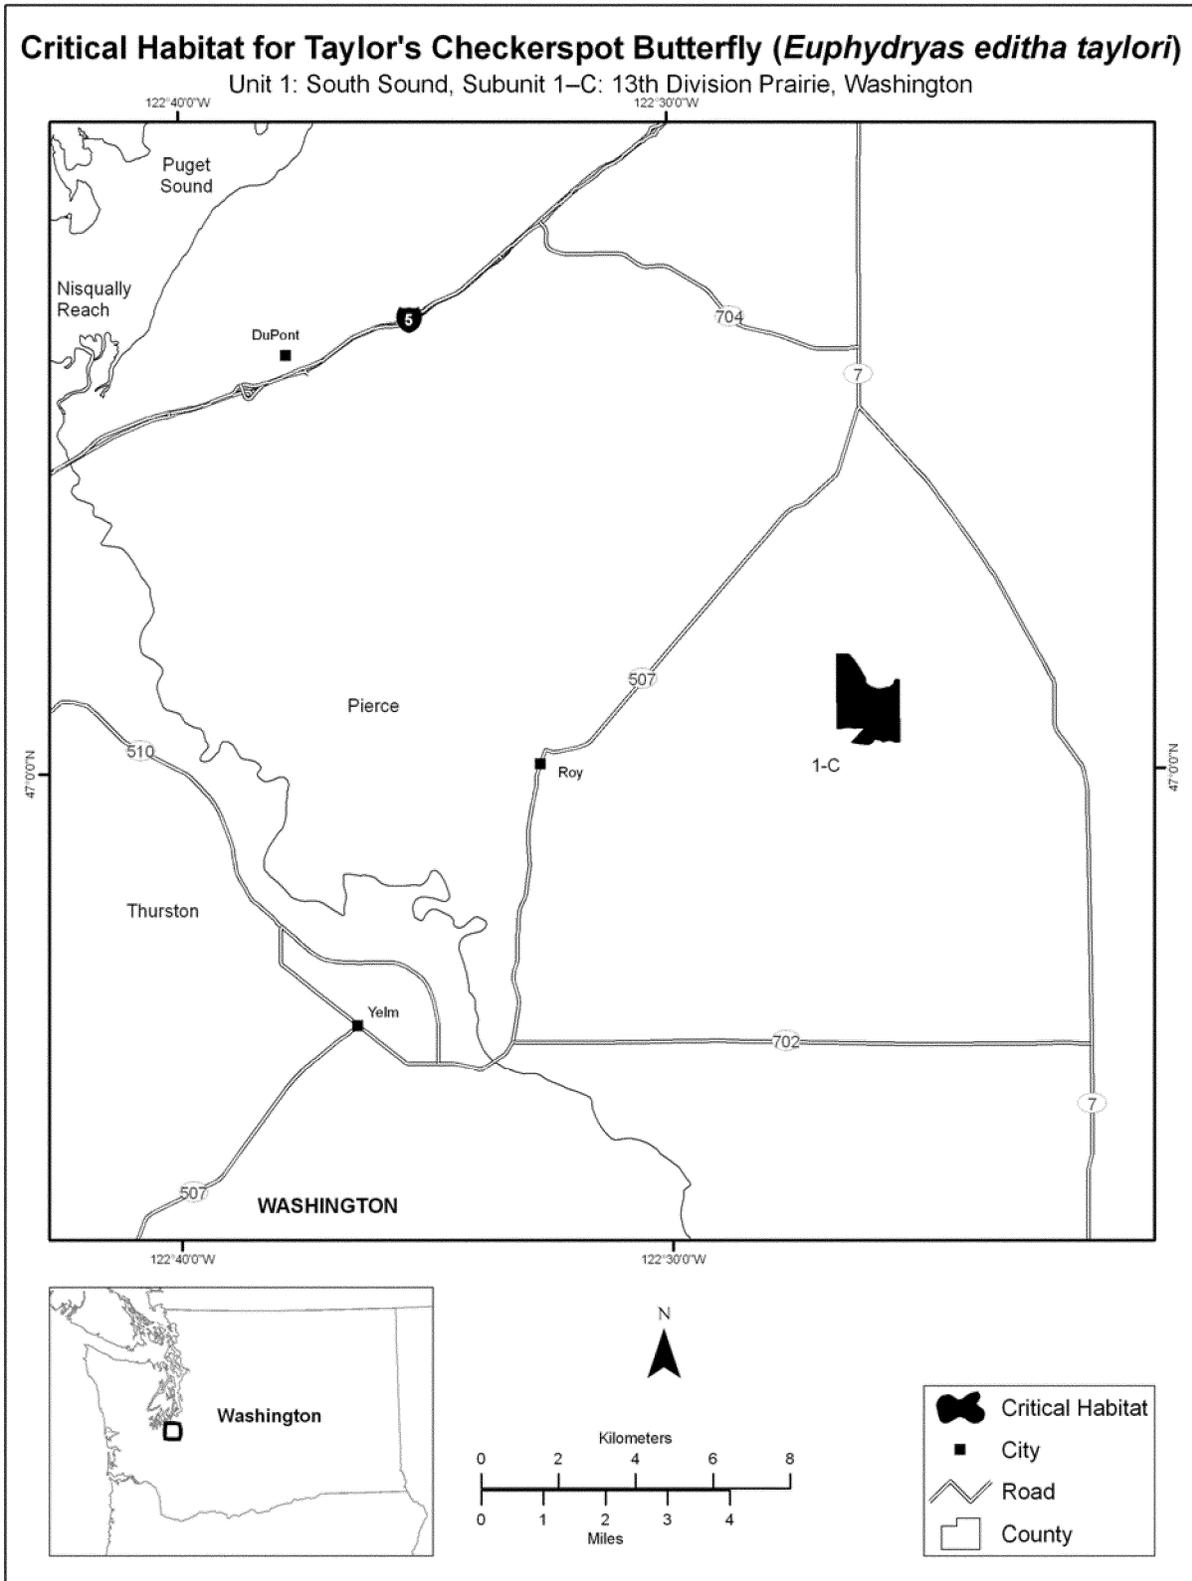 Critical Habitat for Taylor's Checkerspot Butterfly (Euphydryas editha taylori)
Unit 1: South Sound, Subunit 1–C: 13th Division Prairie, Washington
122°40'0"W
122°30'0"W
Puget
Sound
Nisqually
Reach
DuPont
5
704
7
Pierce
507
510
47°0'0"N
47°0'0"N
Roy
1-C
Thurston
Yelm
702
7
507
WASHINGTON
122°40'0"W
122°30'0"W
Washington
N
Kilometers
0 2 4 6 8
0 1 2 3 4
Miles
Critical Habitat
City
Road
County